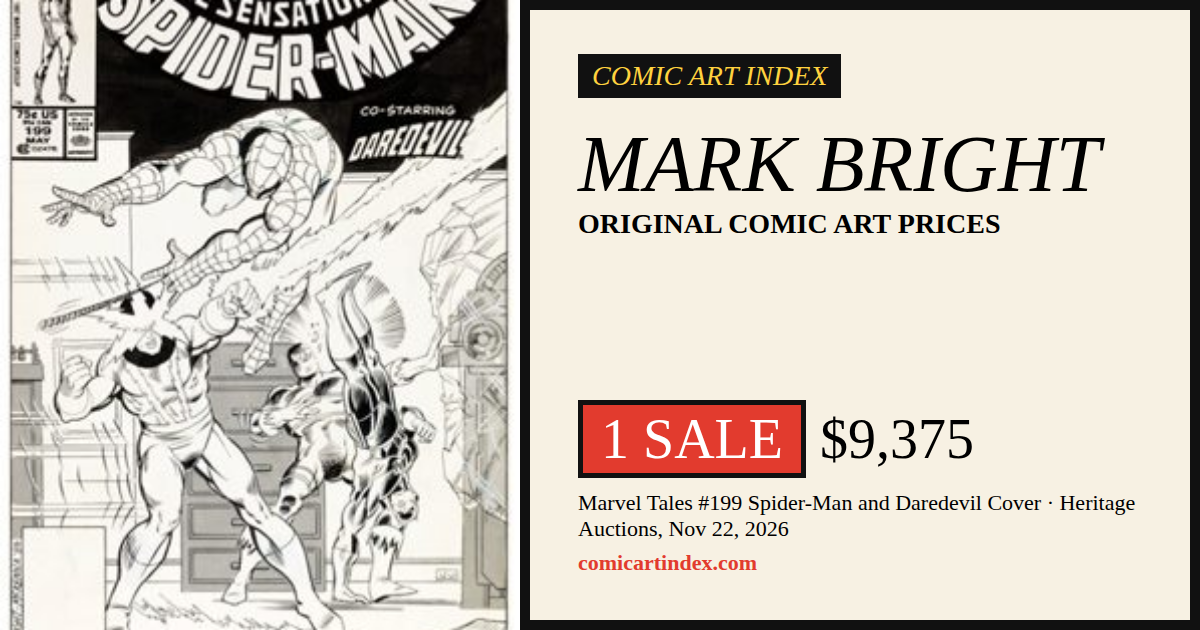 SENSATION
SPIDER-MAN
CO-STARRING
DAREDEVIL
75¢ US
199
MAY
COMIC ART INDEX
MARK BRIGHT
ORIGINAL COMIC ART PRICES
1 SALE $9,375
Marvel Tales #199 Spider-Man and Daredevil Cover · Heritage
Auctions, Nov 22, 2026
comicartindex.com